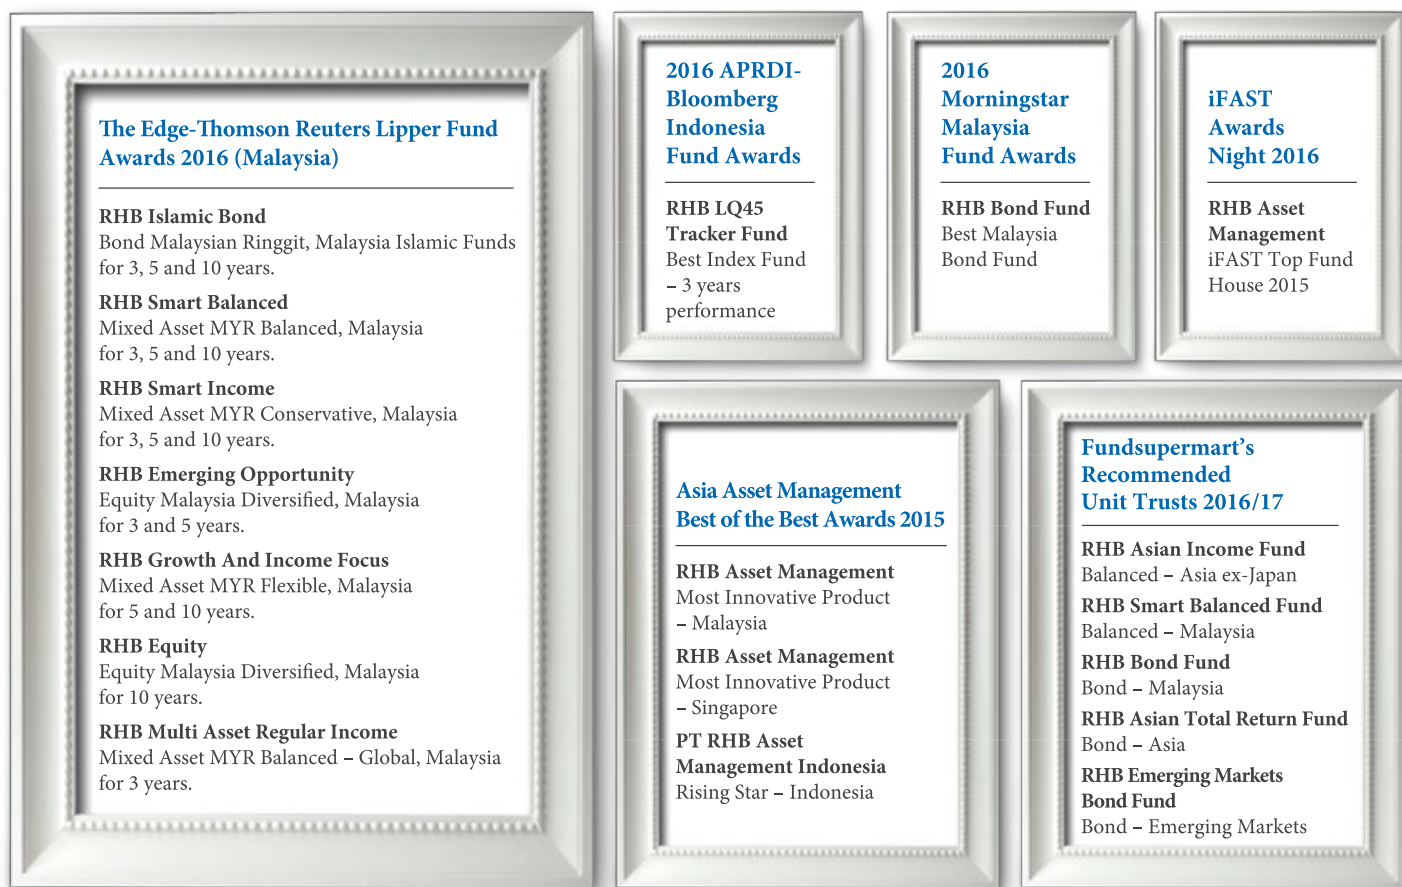 The Edge-Thomson Reuters Lipper Fund
Awards 2016 (Malaysia)
RHB Islamic Bond
Bond Malaysian Ringgit, Malaysia Islamic Funds
for 3, 5 and 10 years.
RHB Smart Balanced
Mixed Asset MYR Balanced, Malaysia
for 3, 5 and 10 years.
RHB Smart Income
Mixed Asset MYR Conservative, Malaysia
for 3, 5 and 10 years.
RHB Emerging Opportunity
Equity Malaysia Diversified, Malaysia
for 3 and 5 years.
RHB Growth And Income Focus
Mixed Asset MYR Flexible, Malaysia
for 5 and 10 years.
RHB Equity
Equity Malaysia Diversified, Malaysia
for 10 years.
RHB Multi Asset Regular Income
Mixed Asset MYR Balanced – Global, Malaysia
for 3 years.
2016 APRDI-
Bloomberg
Indonesia
Fund Awards
RHB LQ45
Tracker Fund
Best Index Fund
– 3 years
performance
2016
Morningstar
Malaysia
Fund Awards
RHB Bond Fund
Best Malaysia
Bond Fund
iFAST
Awards
Night 2016
RHB Asset
Management
iFAST Top Fund
House 2015
Asia Asset Management
Best of the Best Awards 2015
RHB Asset Management
Most Innovative Product
– Malaysia
RHB Asset Management
Most Innovative Product
– Singapore
PT RHB Asset
Management Indonesia
Rising Star – Indonesia
Fundsupermart’s
Recommended
Unit Trusts 2016/17
RHB Asian Income Fund
Balanced – Asia ex-Japan
RHB Smart Balanced Fund
Balanced – Malaysia
RHB Bond Fund
Bond – Malaysia
RHB Asian Total Return Fund
Bond – Asia
RHB Emerging Markets
Bond Fund
Bond – Emerging Markets